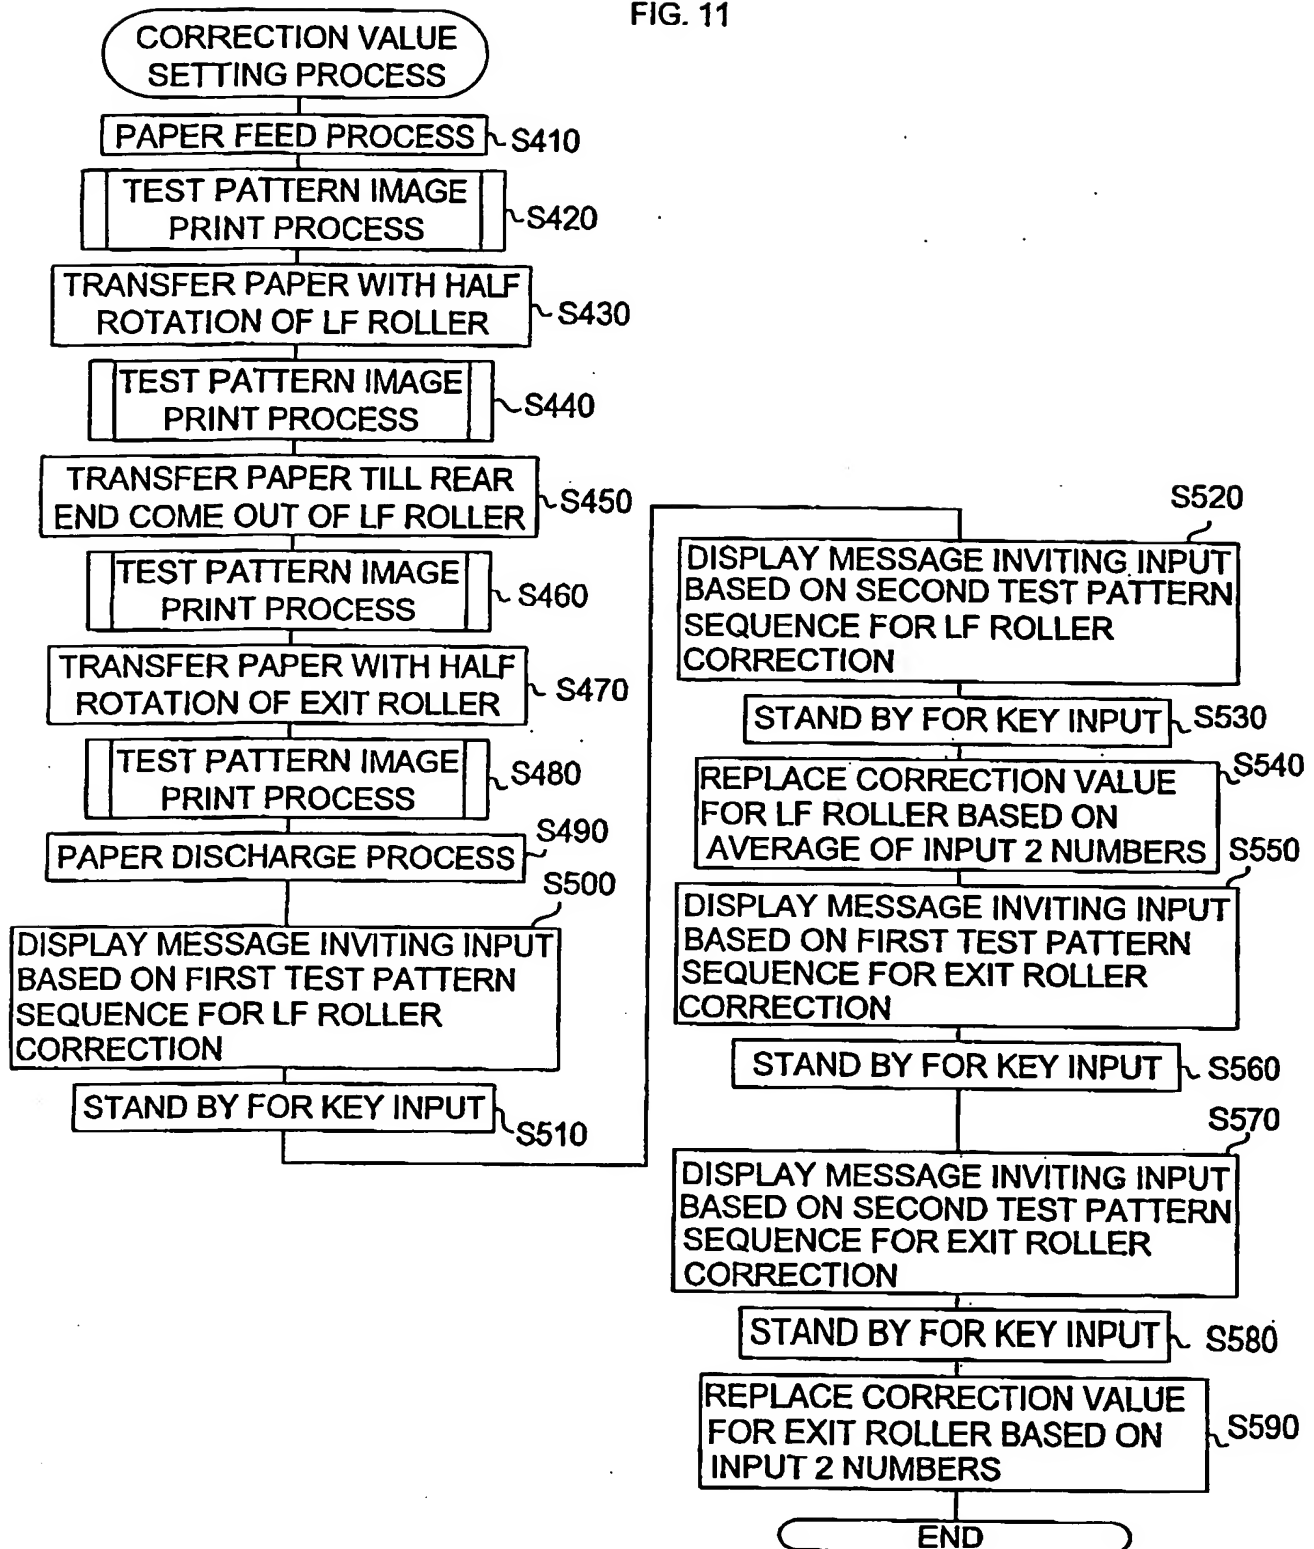 FIG. 11
CORRECTION VALUE
SETTING PROCESS
PAPER FEED PROCESS
S410
TEST PATTERN IMAGE
PRINT PROCESS
S420
TRANSFER PAPER WITH HALF
ROTATION OF LF ROLLER
S430
TEST PATTERN IMAGE
PRINT PROCESS
S440
TRANSFER PAPER TILL REAR
END COME OUT OF LF ROLLER
S450
TEST PATTERN IMAGE
PRINT PROCESS
S460
TRANSFER PAPER WITH HALF
ROTATION OF EXIT ROLLER
S470
TEST PATTERN IMAGE
PRINT PROCESS
S480
PAPER DISCHARGE PROCESS
S490
S500
DISPLAY MESSAGE INVITING INPUT
BASED ON FIRST TEST PATTERN
SEQUENCE FOR LF ROLLER
CORRECTION
STAND BY FOR KEY INPUT
S510
S520
DISPLAY MESSAGE INVITING INPUT
BASED ON SECOND TEST PATTERN
SEQUENCE FOR LF ROLLER
CORRECTION
STAND BY FOR KEY INPUT
S530
S540
REPLACE CORRECTION VALUE
FOR LF ROLLER BASED ON
AVERAGE OF INPUT 2 NUMBERS
S550
DISPLAY MESSAGE INVITING INPUT
BASED ON FIRST TEST PATTERN
SEQUENCE FOR EXIT ROLLER
CORRECTION
STAND BY FOR KEY INPUT
S560
S570
DISPLAY MESSAGE INVITING INPUT
BASED ON SECOND TEST PATTERN
SEQUENCE FOR EXIT ROLLER
CORRECTION
STAND BY FOR KEY INPUT
S580
REPLACE CORRECTION VALUE
FOR EXIT ROLLER BASED ON
INPUT 2 NUMBERS
S590
END